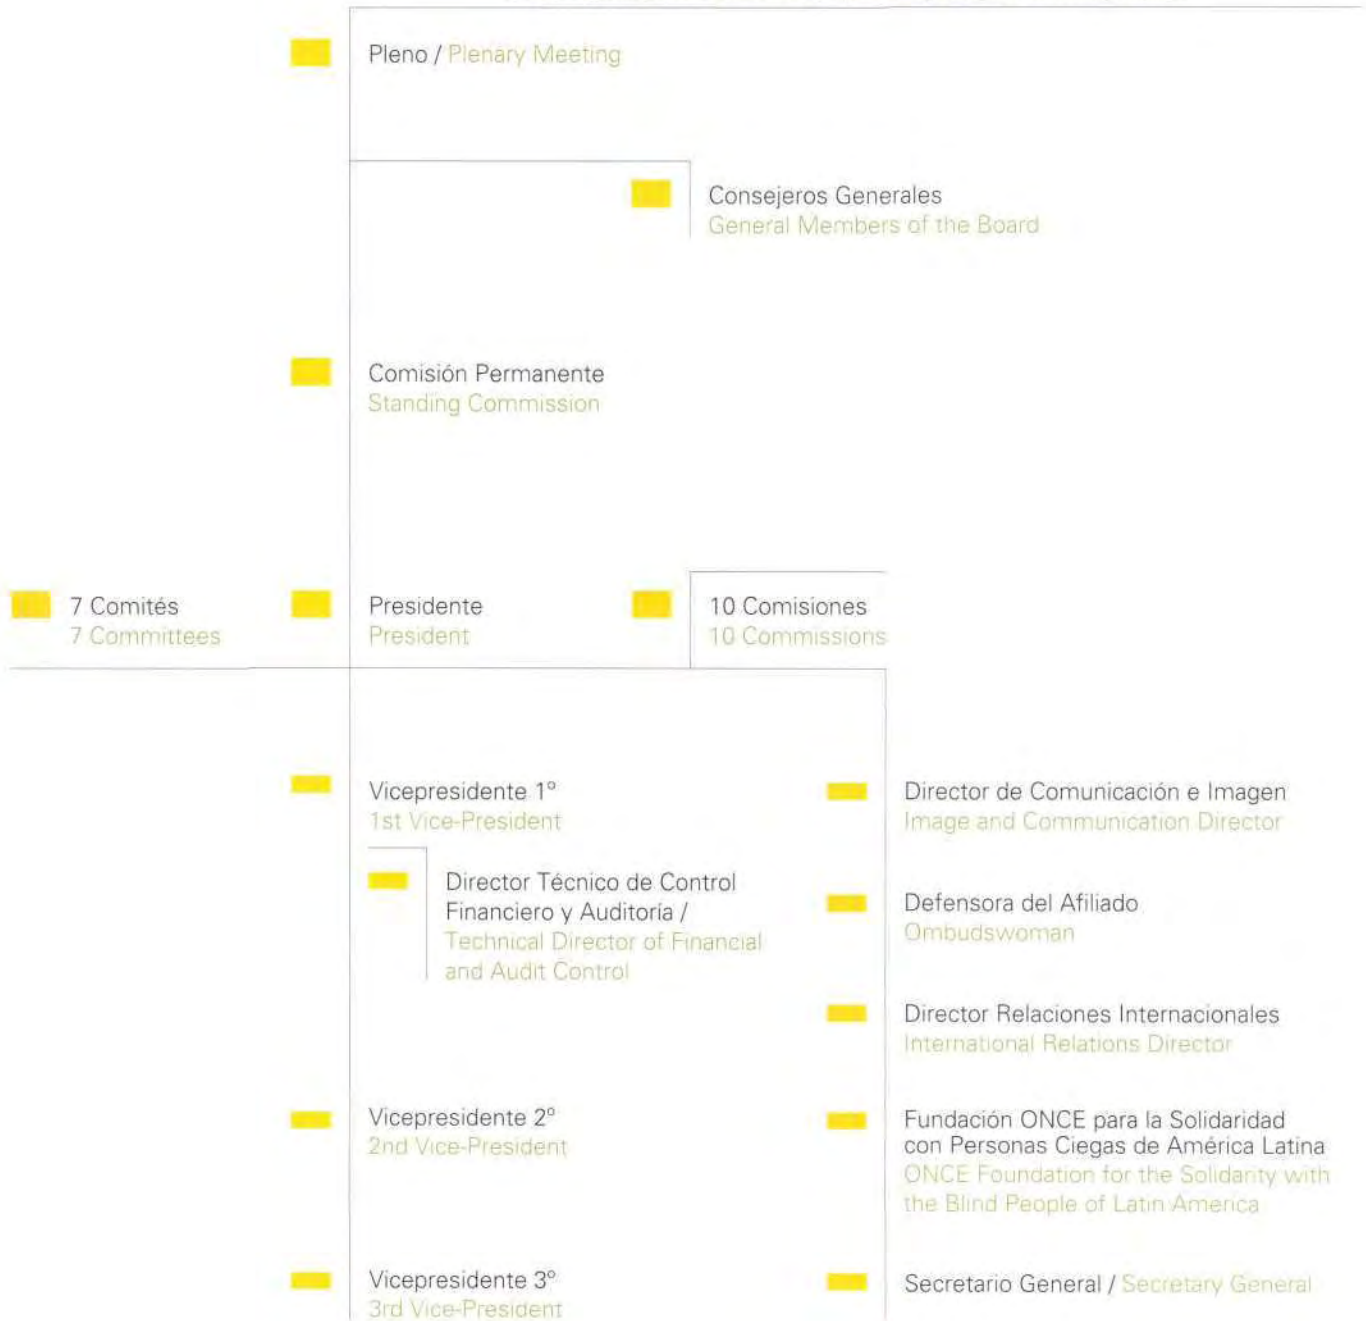 Pleno / Plenary Meeting
Consejeros Generales
General Members of the Board
Comisión Permanente
Standing Commission
7 Comités
7 Committees
Presidente
President
10 Comisiones
10 Commissions
Vicepresidente 1º
1st Vice-President
Director Técnico de Control
Financiero y Auditoría /
Technical Director of Financial
and Audit Control
Vicepresidente 2º
2nd Vice-President
Vicepresidente 3º
3rd Vice-President
Director de Comunicación e Imagen
Image and Communication Director
Defensora del Afiliado
Ombudswoman
Director Relaciones Internacionales
International Relations Director
Fundación ONCE para la Solidaridad
con Personas Ciegas de América Latina
ONCE Foundation for the Solidarity with
the Blind People of Latin America
Secretario General / Secretary General